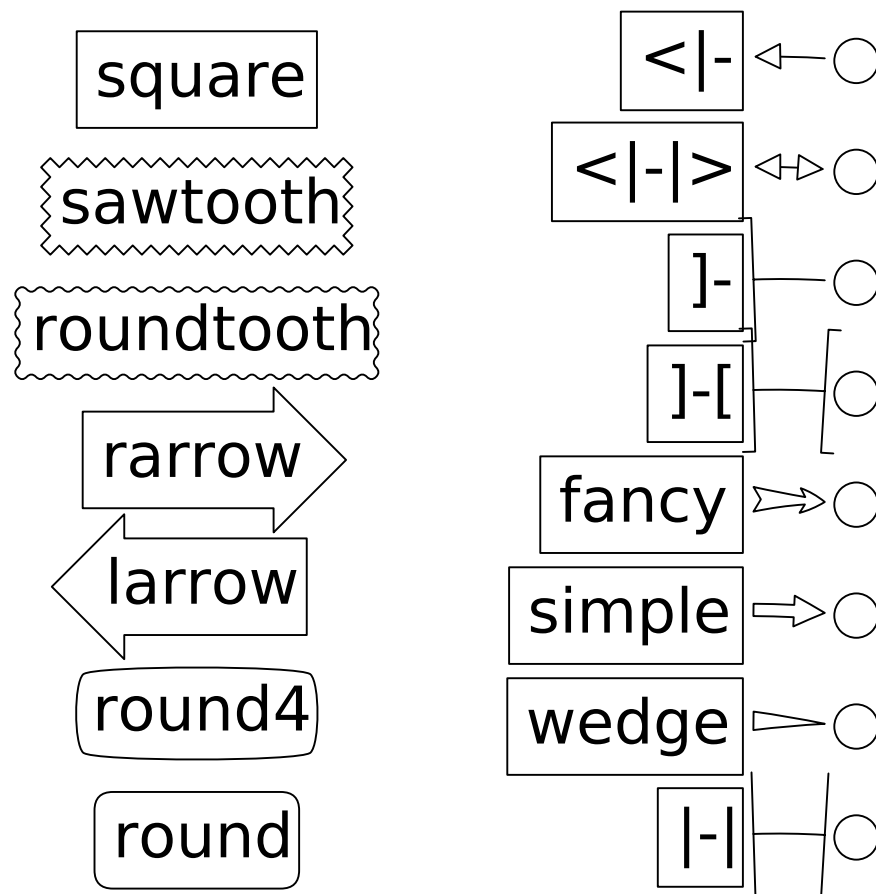 square
sawtooth
roundtooth
rarrow
larrow
round4
round
<|-
<|-|>
]-
]-[
fancy
simple
wedge
|-|